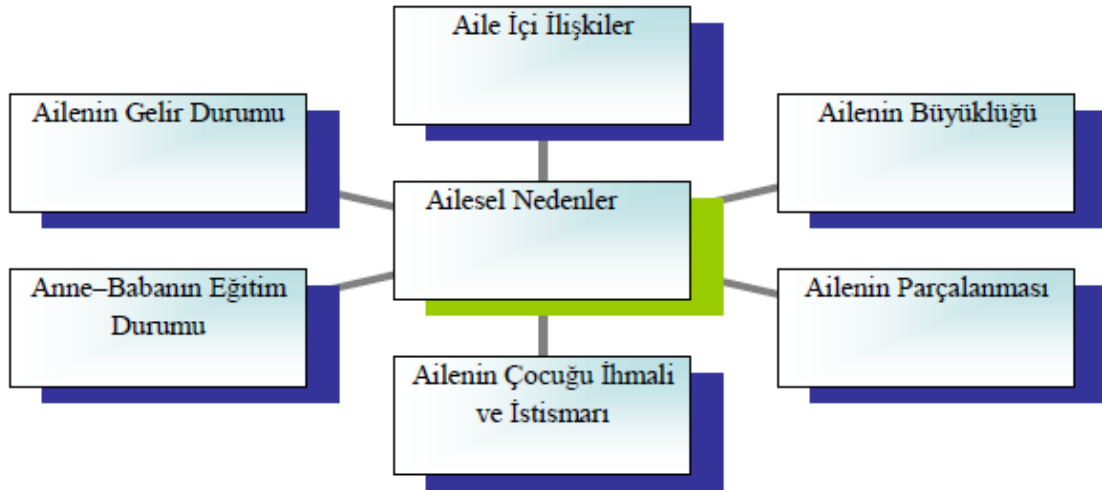 Aile İçi İlişkiler
Ailenin Gelir Durumu
Ailenin Büyüklüğü
Ailesel Nedenler
Anne–Babanın Eğitim
Durumu
Ailenin Parçalanması
Ailenin Çocuğu İhmali
ve İstismarı